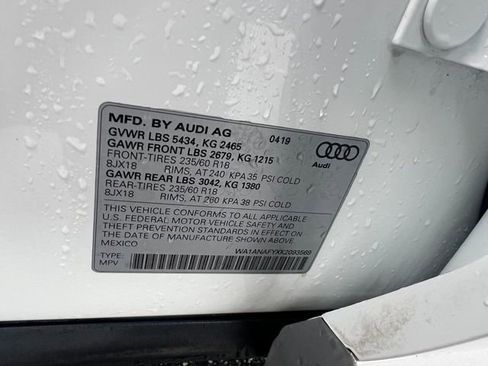 MFD. BY AUDI AG 0419
GVWR LBS 5434, KG 2465
GAWR FRONT LBS 2679, KG 1215
FRONT-TIRES 235/60 R18
8JX18 RIMS, AT 240 KPA 35 PSI COLD
GAWR REAR LBS 3042, KG 1380
REAR-TIRES 235/60 R18
8JX18 RIMS, AT 260 KPA 38 PSI COLD
THIS VEHICLE CONFORMS TO ALL APPLICABLE
U.S. FEDERAL MOTOR VEHICLE SAFETY AND
THEFT PREVENTION STANDARDS IN EFFECT ON
THE DATE OF MANUFACTURE SHOWN ABOVE.
MEXICO
WA1ANAFYXK2093569
TYPE:
MPV
Audi